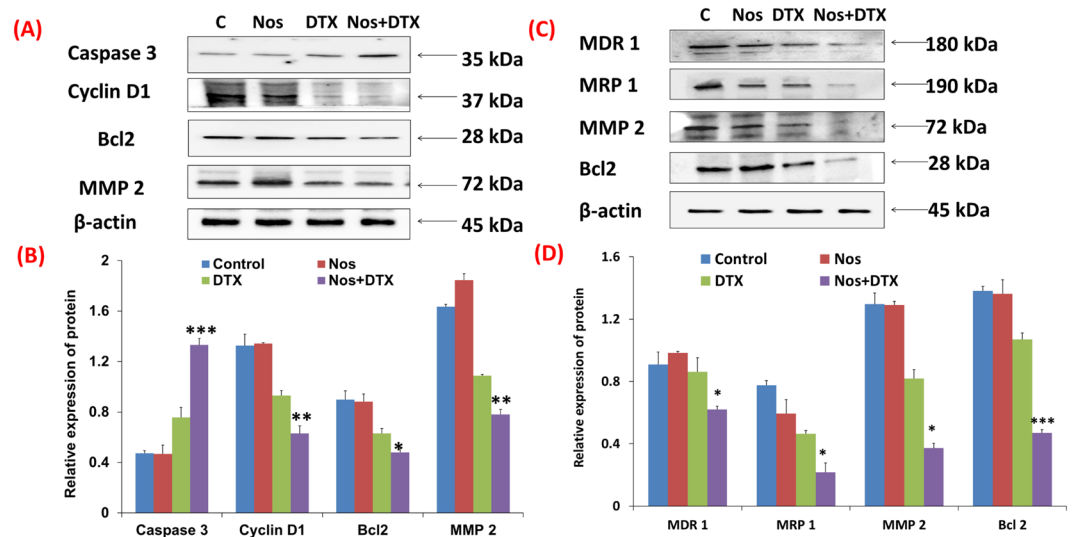 (A)
C Nos DTX Nos+DTX
Caspase 3 35 kDa
Cyclin D1 37 kDa
Bcl2 28 kDa
MMP 2 72 kDa
β-actin 45 kDa
(C)
C Nos DTX Nos+DTX
MDR 1 180 kDa
MRP 1 190 kDa
MMP 2 72 kDa
Bcl2 28 kDa
β-actin 45 kDa
(B)
Relative expression of protein
2
1.6
1.2
0.8
0.4
0
Control Nos
DTX Nos+DTX
***
**
*
**
Caspase 3 Cyclin D1 Bcl2 MMP 2
(D)
Relative expression of protein
1.6
1.2
0.8
0.4
0
Control Nos
DTX Nos+DTX
*
*
*
***
MDR 1 MRP 1 MMP 2 Bcl 2